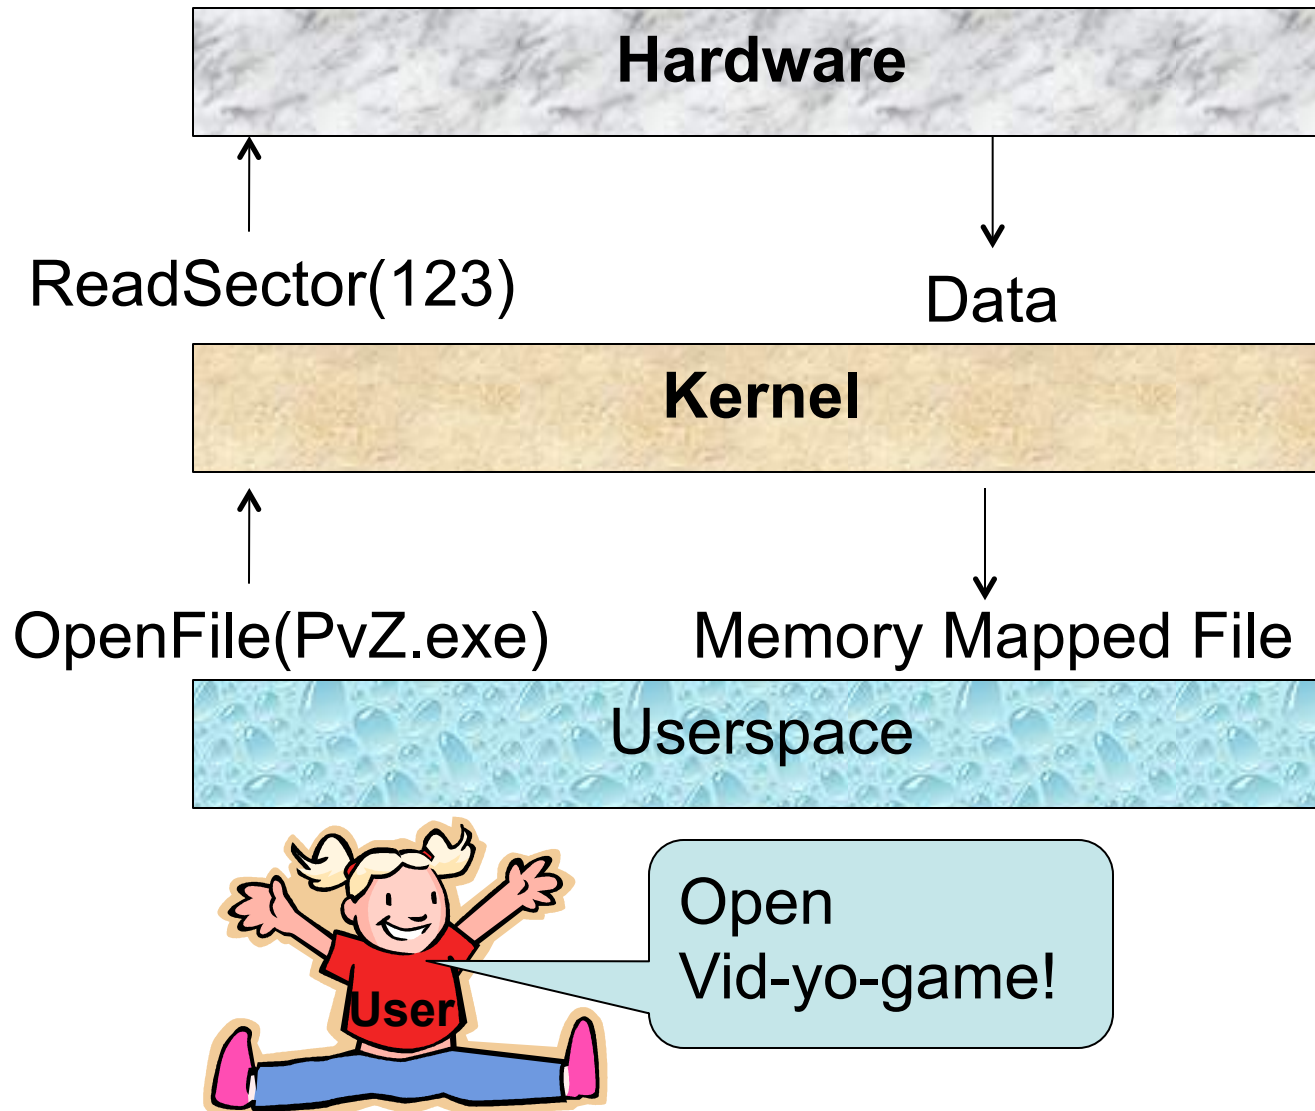 Hardware
ReadSector(123)
Data
Kernel
OpenFile(PvZ.exe)
Memory Mapped File
Userspace
User
Open
Vid-yo-game!